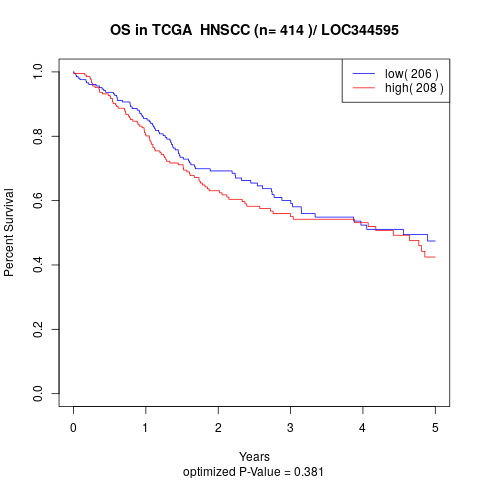 OS in TCGA  HNSCC (n= 414 )/ LOC344595
low( 206 )
high( 208 )
Percent Survival
1.0
0.8
0.6
0.4
0.2
0.0
0 1 2 3 4 5
Years
optimized P-Value = 0.381